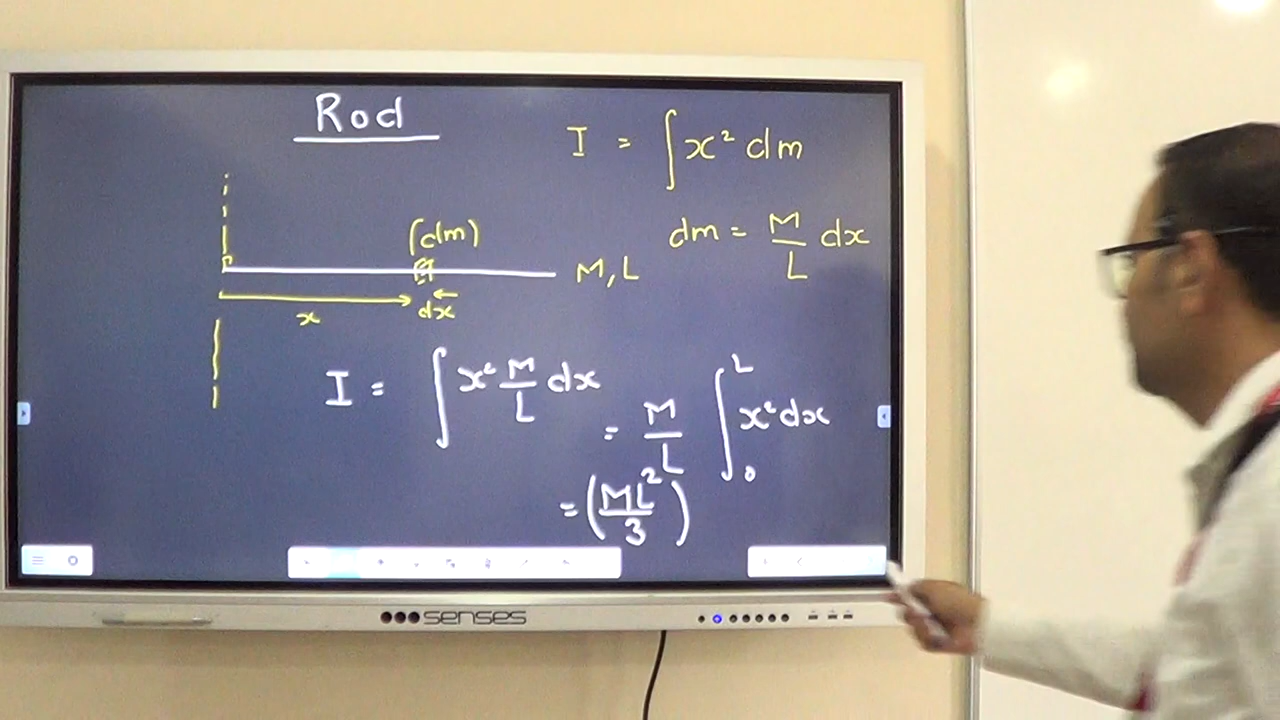 Rod
I = ∫ x² dm
dm = M/L dx
(dm)
M, L
x
dx
I = ∫ x² M/L dx
= M/L ∫₀ᴸ x² dx
= (ML²/3)
senses